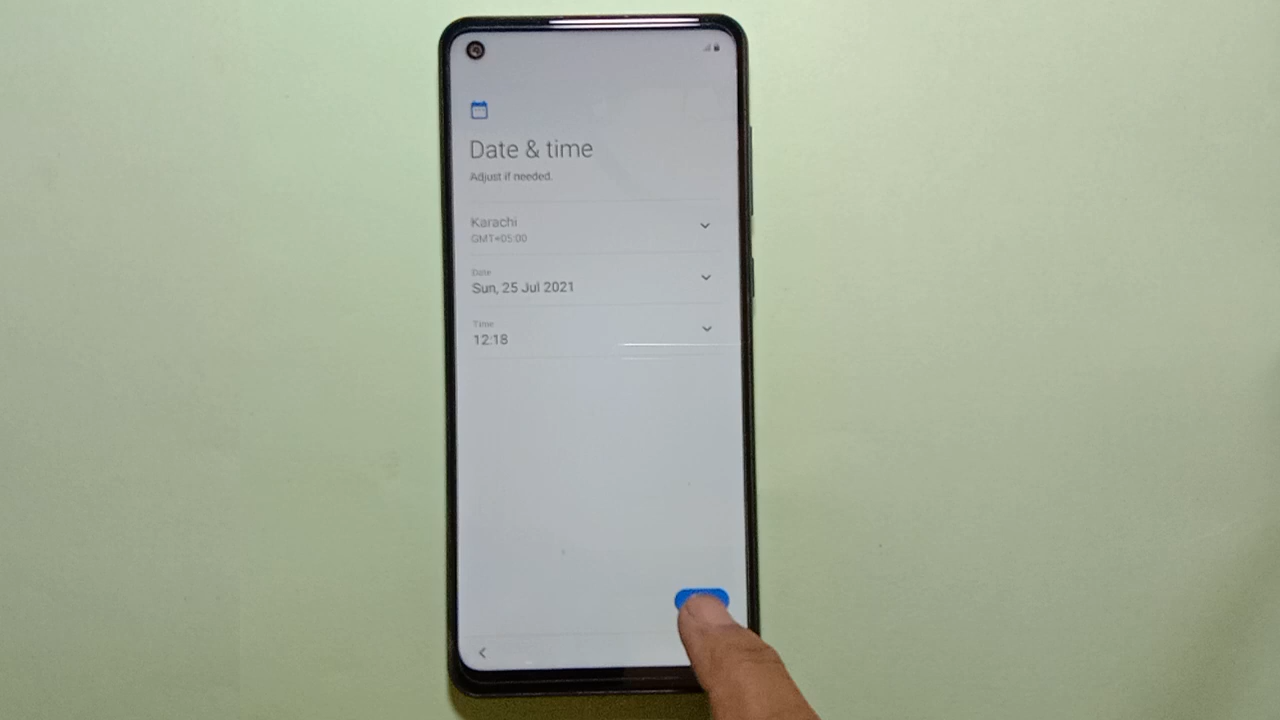 Date & time
Adjust if needed.
Karachi
GMT+05:00
Date
Sun, 25 Jul 2021
Time
12:18